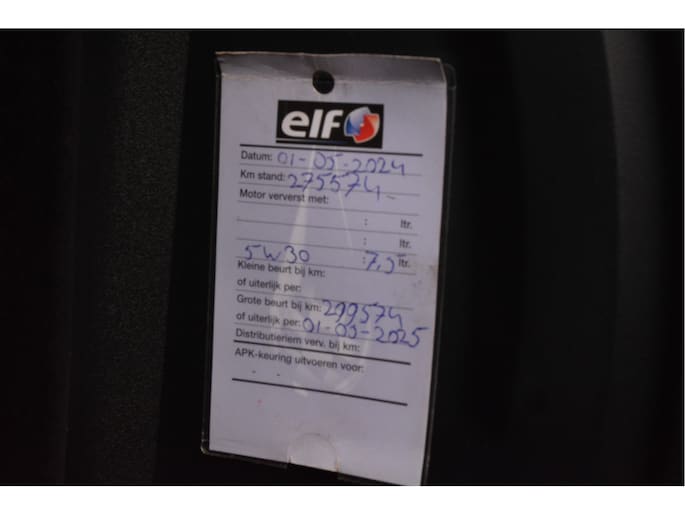 elf
Datum: 01-05-2024
Km stand: 275574-
Motor ververst met:
: ltr.
: ltr.
5W30 : 7,5 ltr.
Kleine beurt bij km:
of uiterlijk per:
Grote beurt bij km: 299574
of uiterlijk per: 01-05-2025
Distributieriem verv. bij km:
APK-keuring uitvoeren voor:
- -